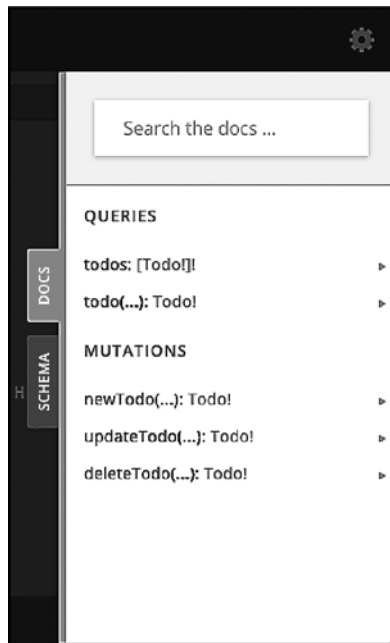 Search the docs ...
QUERIES
todos: [Todo!]!
todo(...): Todo!
MUTATIONS
newTodo(...): Todo!
updateTodo(...): Todo!
deleteTodo(...): Todo!
DOCS
SCHEMA